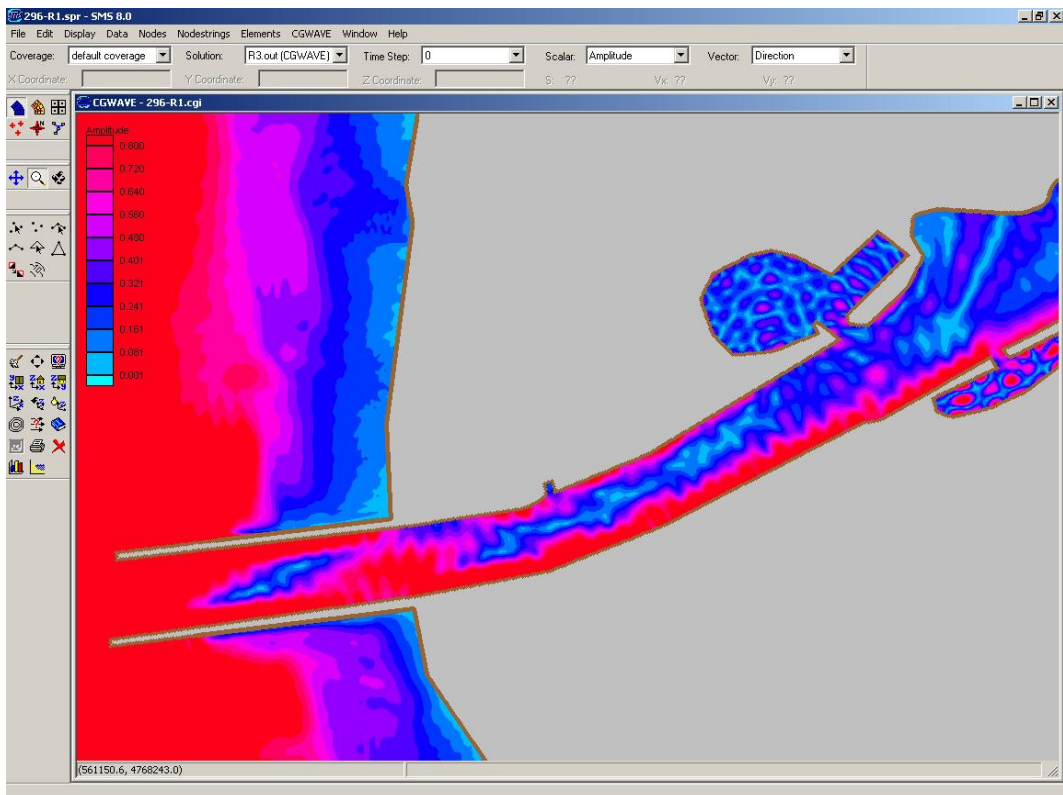 296-R1.spr - SMS 8.0
File Edit Display Data Nodes Nodestrings Elements CGWAVE Window Help
Coverage: default coverage Solution: R3.out (CGWAVE) Time Step: 0 Scalar: Amplitude Vector: Direction
X Coordinate: Y Coordinate: Z Coordinate: S: ?? Vx: ?? Vy: ??
CGWAVE - 296-R1.cgi
Amplitude
0.800
0.720
0.640
0.560
0.480
0.401
0.321
0.241
0.161
0.081
0.001
(561150.6, 4768243.0)